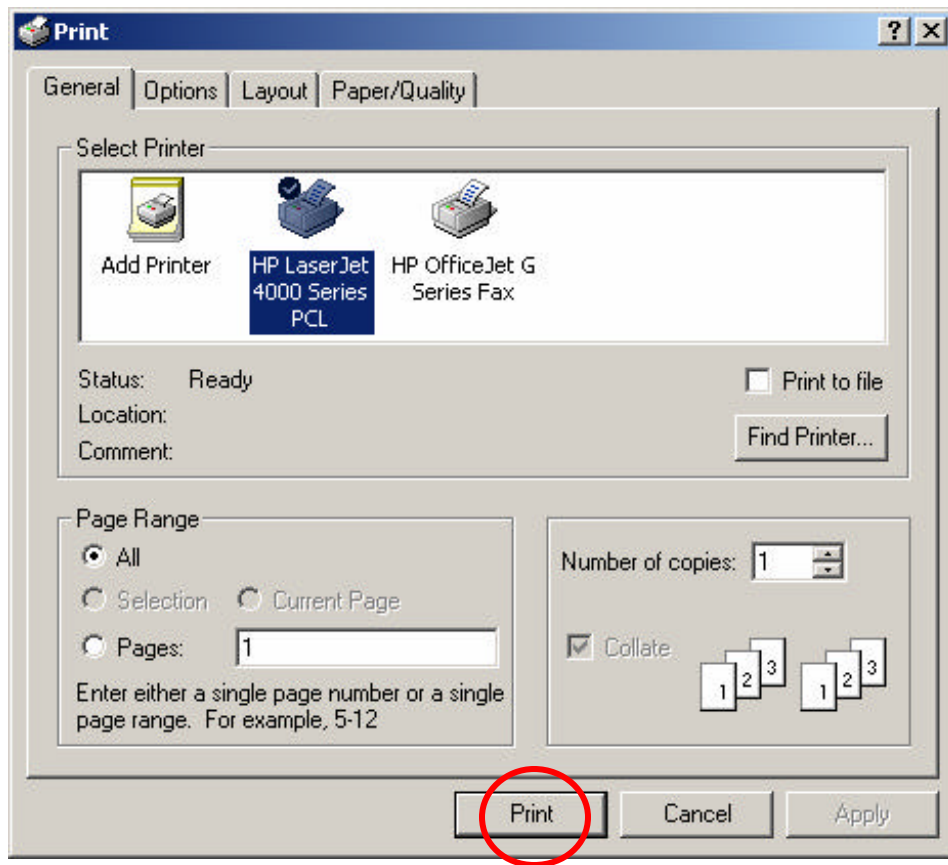 Print
General Options Layout Paper/Quality
Select Printer
Add Printer
HP LaserJet
4000 Series
PCL
HP OfficeJet G
Series Fax
Status: Ready
Location:
Comment:
Print to file
Find Printer...
Page Range
All
Selection Current Page
Pages: 1
Enter either a single page number or a single
page range. For example, 5-12
Number of copies: 1
Collate
1 2 3 1 2 3
Print Cancel Apply